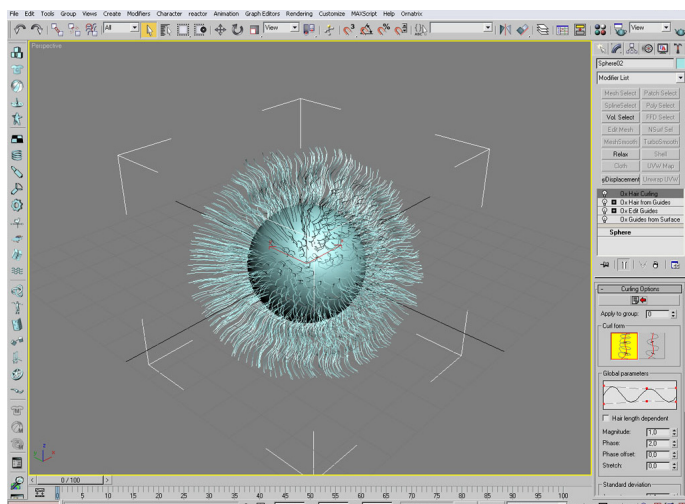 File Edit Tools Group Views Create Modifiers Character reactor Animation Graph Editors Rendering Customize MAXScript Help Ornatrix
All
View
View
Perspective
Sphere02
Modifier List
Mesh Select Patch Select
SplineSelect Poly Select
Vol. Select FFD Select
Edit Mesh NSurf Sel
MeshSmooth TurboSmooth
Relax Shell
Cloth UVW Map
Displacement Unwrap UVW
Ox Hair Curling
Ox Hair from Guides
Ox Edit Guides
Ox Guides from Surface
Sphere
- Curling Options
Apply to group: 0
Curl form
Global parameters
Hair length dependent
Magnitude: 1,0
Phase: 2,0
Phase offset: 0,0
Stretch: 0,0
Standard deviation
z
x
< 0 / 100 >
0 5 10 15 20 25 30 35 40 45 50 55 60 65 70 75 80 85 90 95 100